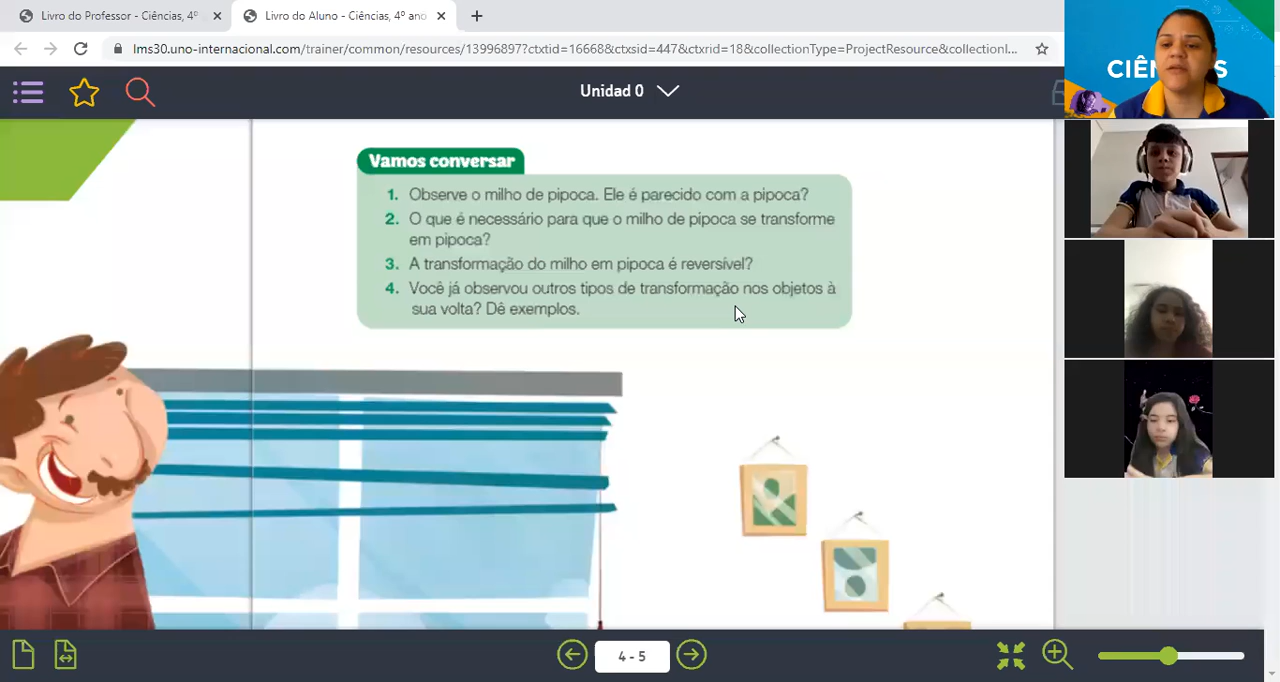 Livro do Professor - Ciências, 4º
Livro do Aluno - Ciências, 4º ano
lms30.uno-internacional.com/trainer/common/resources/13996897?ctxtid=16668&ctxsid=447&ctxrid=18&collectionType=ProjectResource&collectionI...
CIÊN S
Unidad 0
Vamos conversar
1. Observe o milho de pipoca. Ele é parecido com a pipoca?
2. O que é necessário para que o milho de pipoca se transforme
em pipoca?
3. A transformação do milho em pipoca é reversível?
4. Você já observou outros tipos de transformação nos objetos à
sua volta? Dê exemplos.
4 - 5